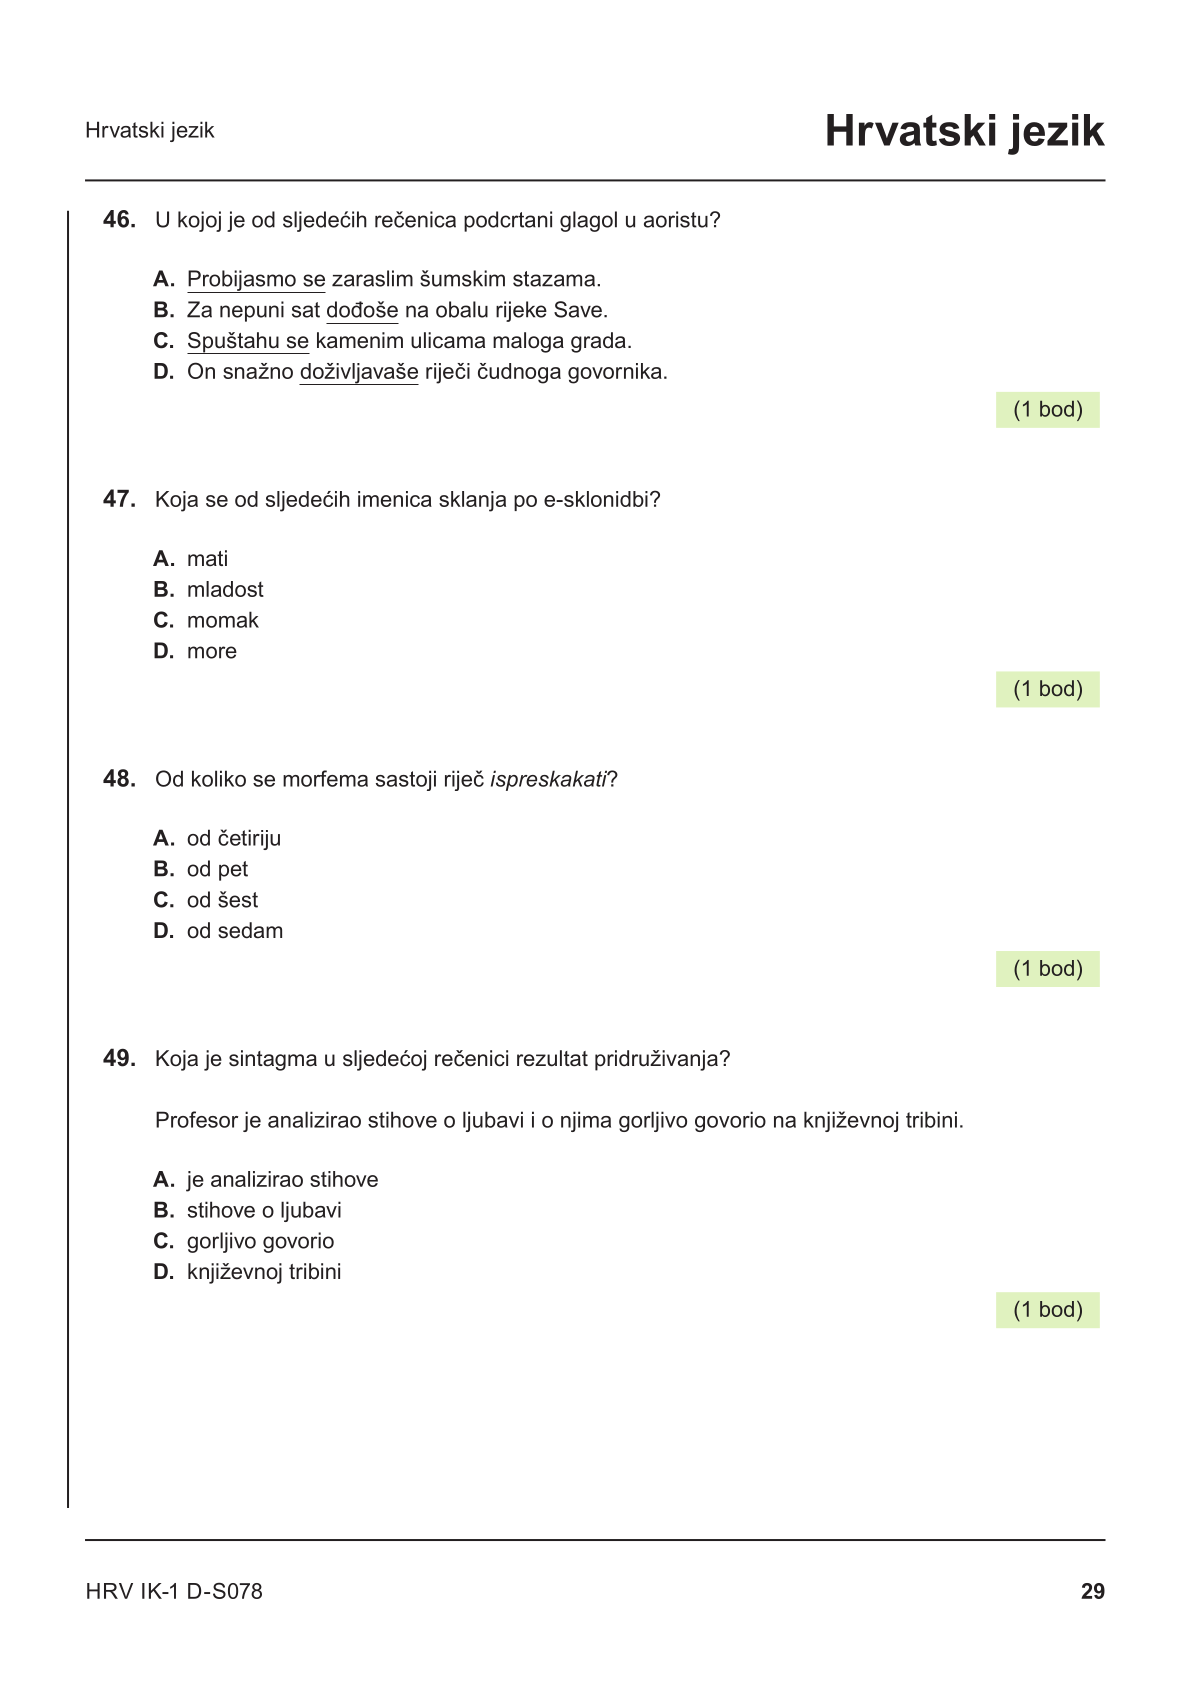 Hrvatski jezik
Hrvatski jezik
46. U kojoj je od sljedećih rečenica podcrtani glagol u aoristu?
A. Probijasmo se zaraslim šumskim stazama.
B. Za nepuni sat dođoše na obalu rijeke Save.
C. Spuštahu se kamenim ulicama maloga grada.
D. On snažno doživljavaše riječi čudnoga govornika.
(1 bod)
47. Koja se od sljedećih imenica sklanja po e-sklonidbi?
A. mati
B. mladost
C. momak
D. more
(1 bod)
48. Od koliko se morfema sastoji riječ ispreskakati?
A. od četiriju
B. od pet
C. od šest
D. od sedam
(1 bod)
49. Koja je sintagma u sljedećoj rečenici rezultat pridruživanja?
Profesor je analizirao stihove o ljubavi i o njima gorljivo govorio na književnoj tribini.
A. je analizirao stihove
B. stihove o ljubavi
C. gorljivo govorio
D. književnoj tribini
(1 bod)
HRV IK-1 D-S078
29